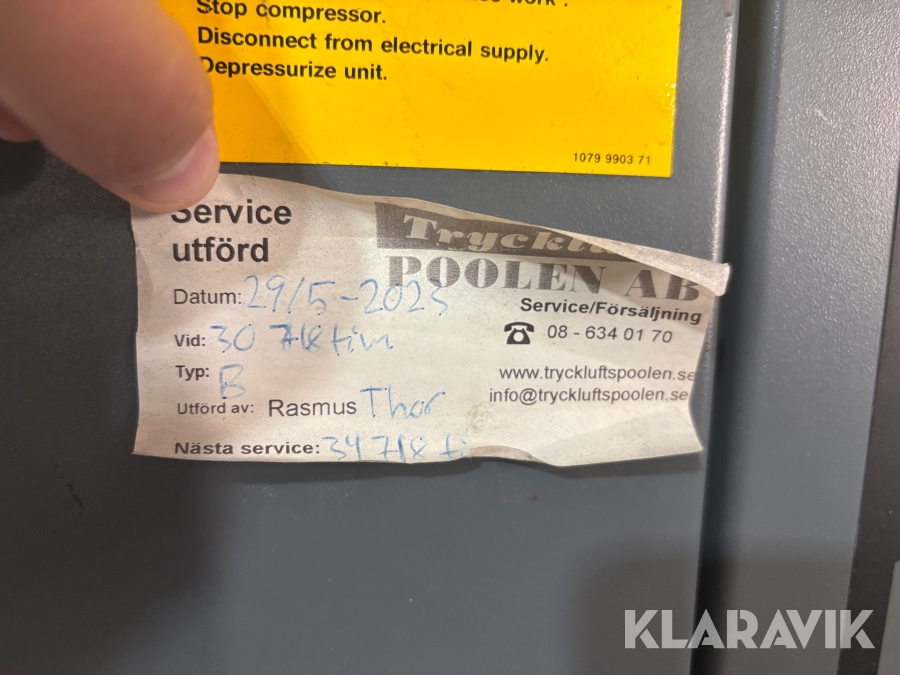 Stop compressor.
Disconnect from electrical supply.
Depressurize unit.
1079 9903 71
Service
utförd
POOLEN AB
Service/Försäljning
08 - 634 01 70
www.tryckluftspoolen.se
info@tryckluftspoolen.se
Datum: 29/5-2023
Vid: 30 718 tim
Typ: B
Utförd av: Rasmus Thor
Nästa service: 34 718 ti
KLARAVIK